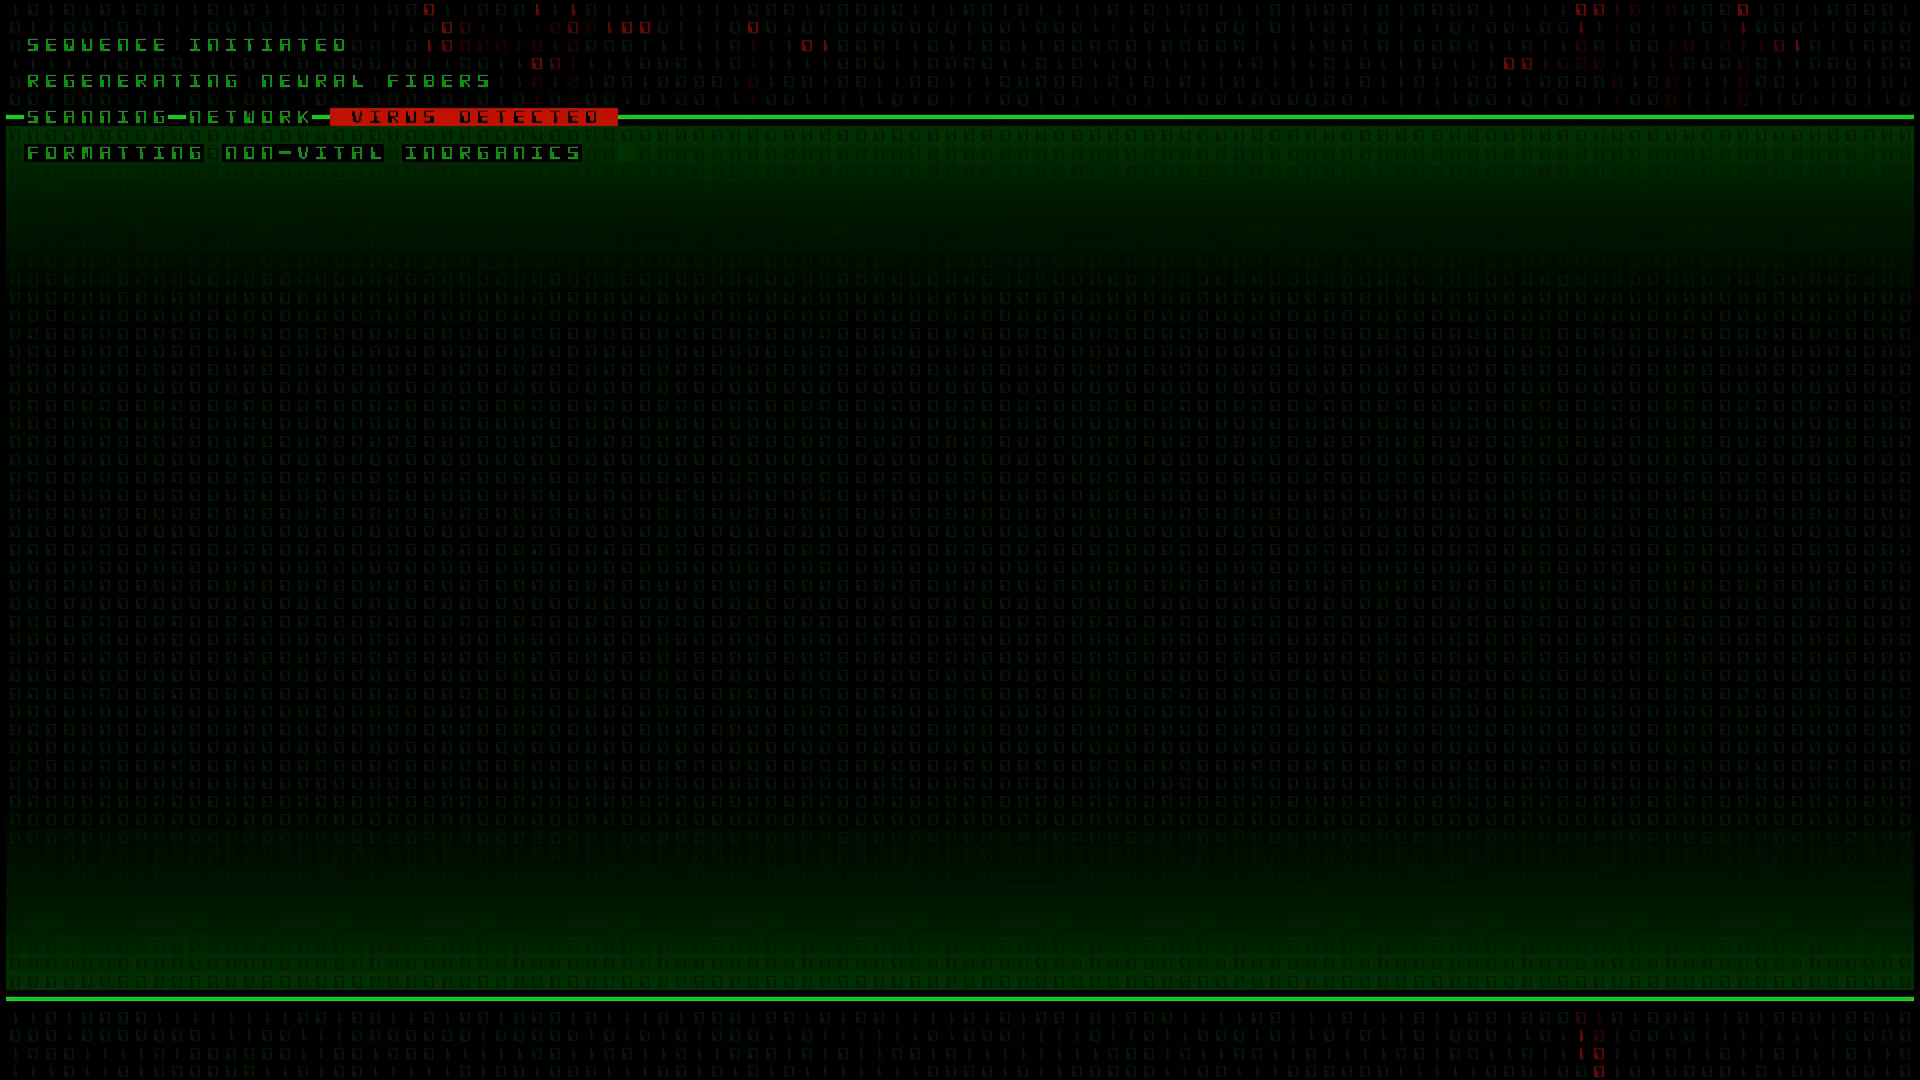 SEQUENCE INITIATED
REGENERATING NEURAL FIBERS
SCANNING NETWORK VIRUS DETECTED
FORMATTING NON-VITAL INORGANICS